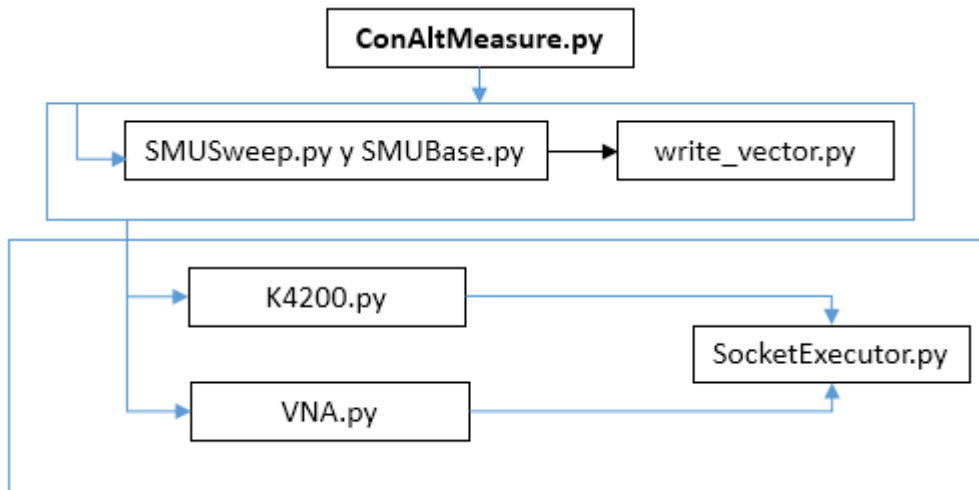 ConAltMeasure.py
SMUSweep.py y SMUBase.py
write_vector.py
K4200.py
SocketExecutor.py
VNA.py